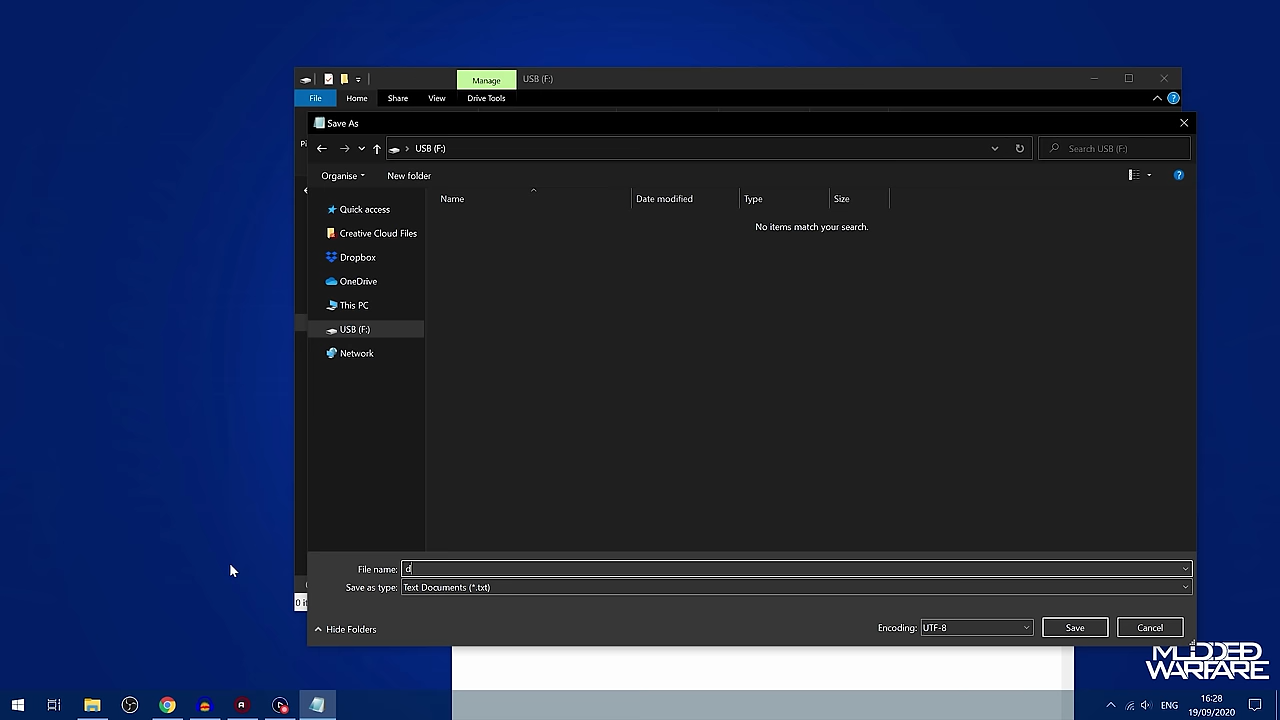 Manage
USB (F:)
File
Home
Share
View
Drive Tools
Save As
USB (F:)
Search USB (F:)
Organise
New folder
Name
Date modified
Type
Size
No items match your search.
Quick access
Creative Cloud Files
Dropbox
OneDrive
This PC
USB (F:)
Network
File name: d
Save as type: Text Documents (*.txt)
Hide Folders
Encoding: UTF-8
Save
Cancel
MODDED
WARFARE
ENG
16:28
19/09/2020